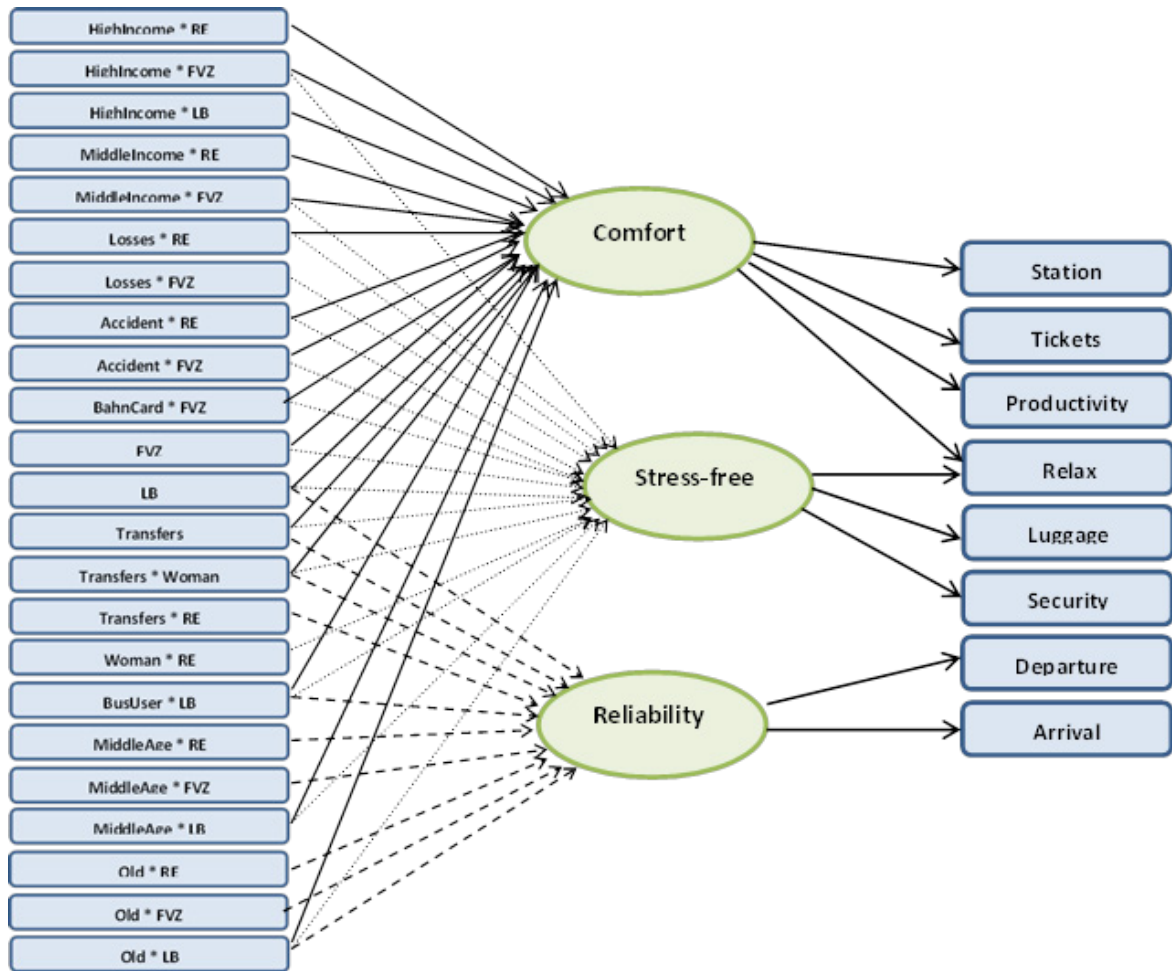 HighIncome * RE
HighIncome * FVZ
HighIncome * LB
MiddleIncome * RE
MiddleIncome * FVZ
Losses * RE
Losses * FVZ
Accident * RE
Accident * FVZ
BahnCard * FVZ
FVZ
LB
Transfers
Transfers * Woman
Transfers * RE
Woman * RE
BusUser * LB
MiddleAge * RE
MiddleAge * FVZ
MiddleAge * LB
Old * RE
Old * FVZ
Old * LB
Comfort
Stress-free
Reliability
Station
Tickets
Productivity
Relax
Luggage
Security
Departure
Arrival